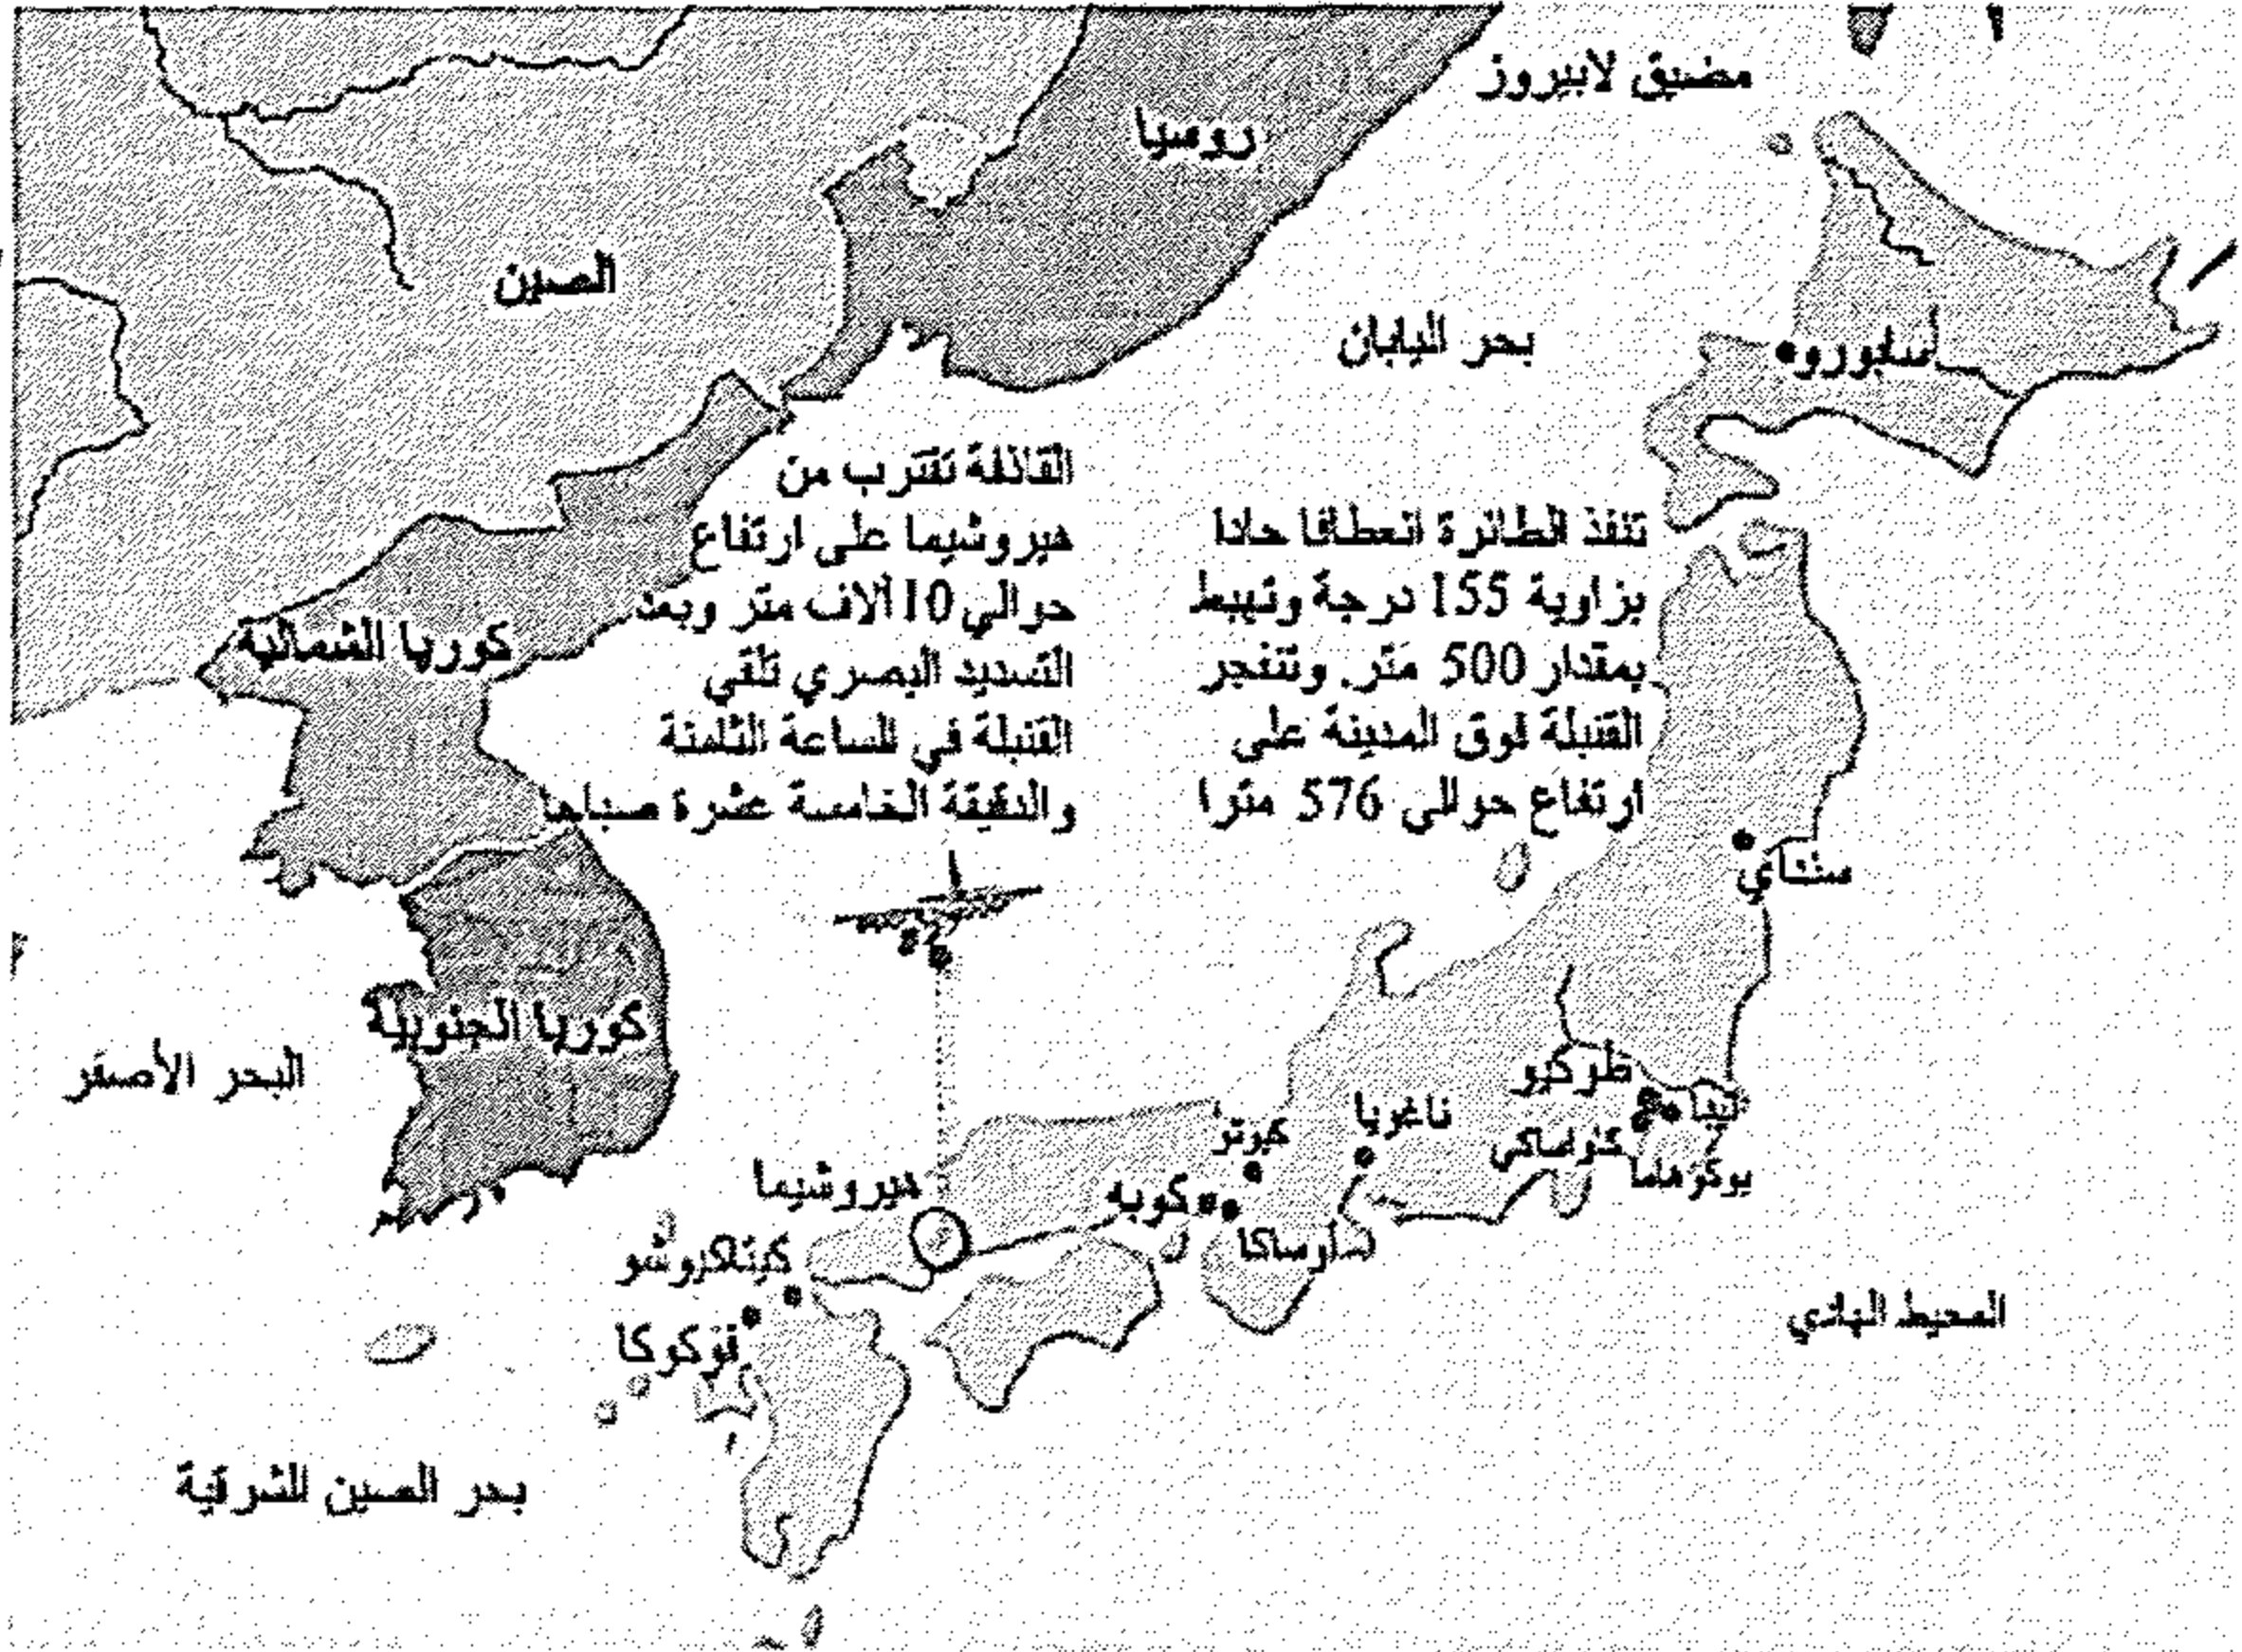 مضيق لابيروز
روسيا
الصين
بحر اليابان
سابورو
القاذفة تقترب من
هيروشيما على ارتفاع
حوالي 10 آلاف متر وبعد
التسديد البصري تلقي
القنبلة في الساعة الثامنة
والدقيقة الخامسة عشرة صباحا
تنفذ الطائرة انعطافا حادا
بزاوية 155 درجة وتهبط
بمقدار 500 متر. وتنفجر
القنبلة فوق المدينة على
ارتفاع حوالي 576 مترا
كوريا الشمالية
سنداي
كوريا الجنوبية
البحر الأصفر
طوكيو
ناغويا
كيوتو
كاواساكي
يوكوهاما
هيروشيما
كوبه
أوساكا
كيتاكيوشو
فوكوكا
المحيط الهادي
بحر الصين الشرقية